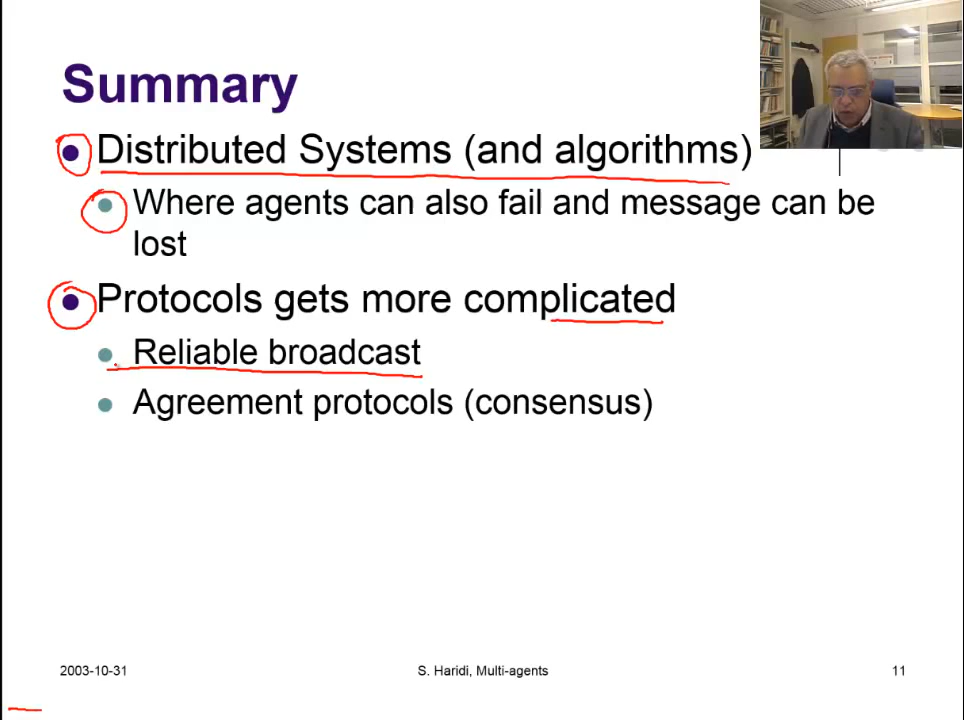 Summary
Distributed Systems (and algorithms)
Where agents can also fail and message can be
lost
Protocols gets more complicated
Reliable broadcast
Agreement protocols (consensus)
2003-10-31
S. Haridi, Multi-agents
11